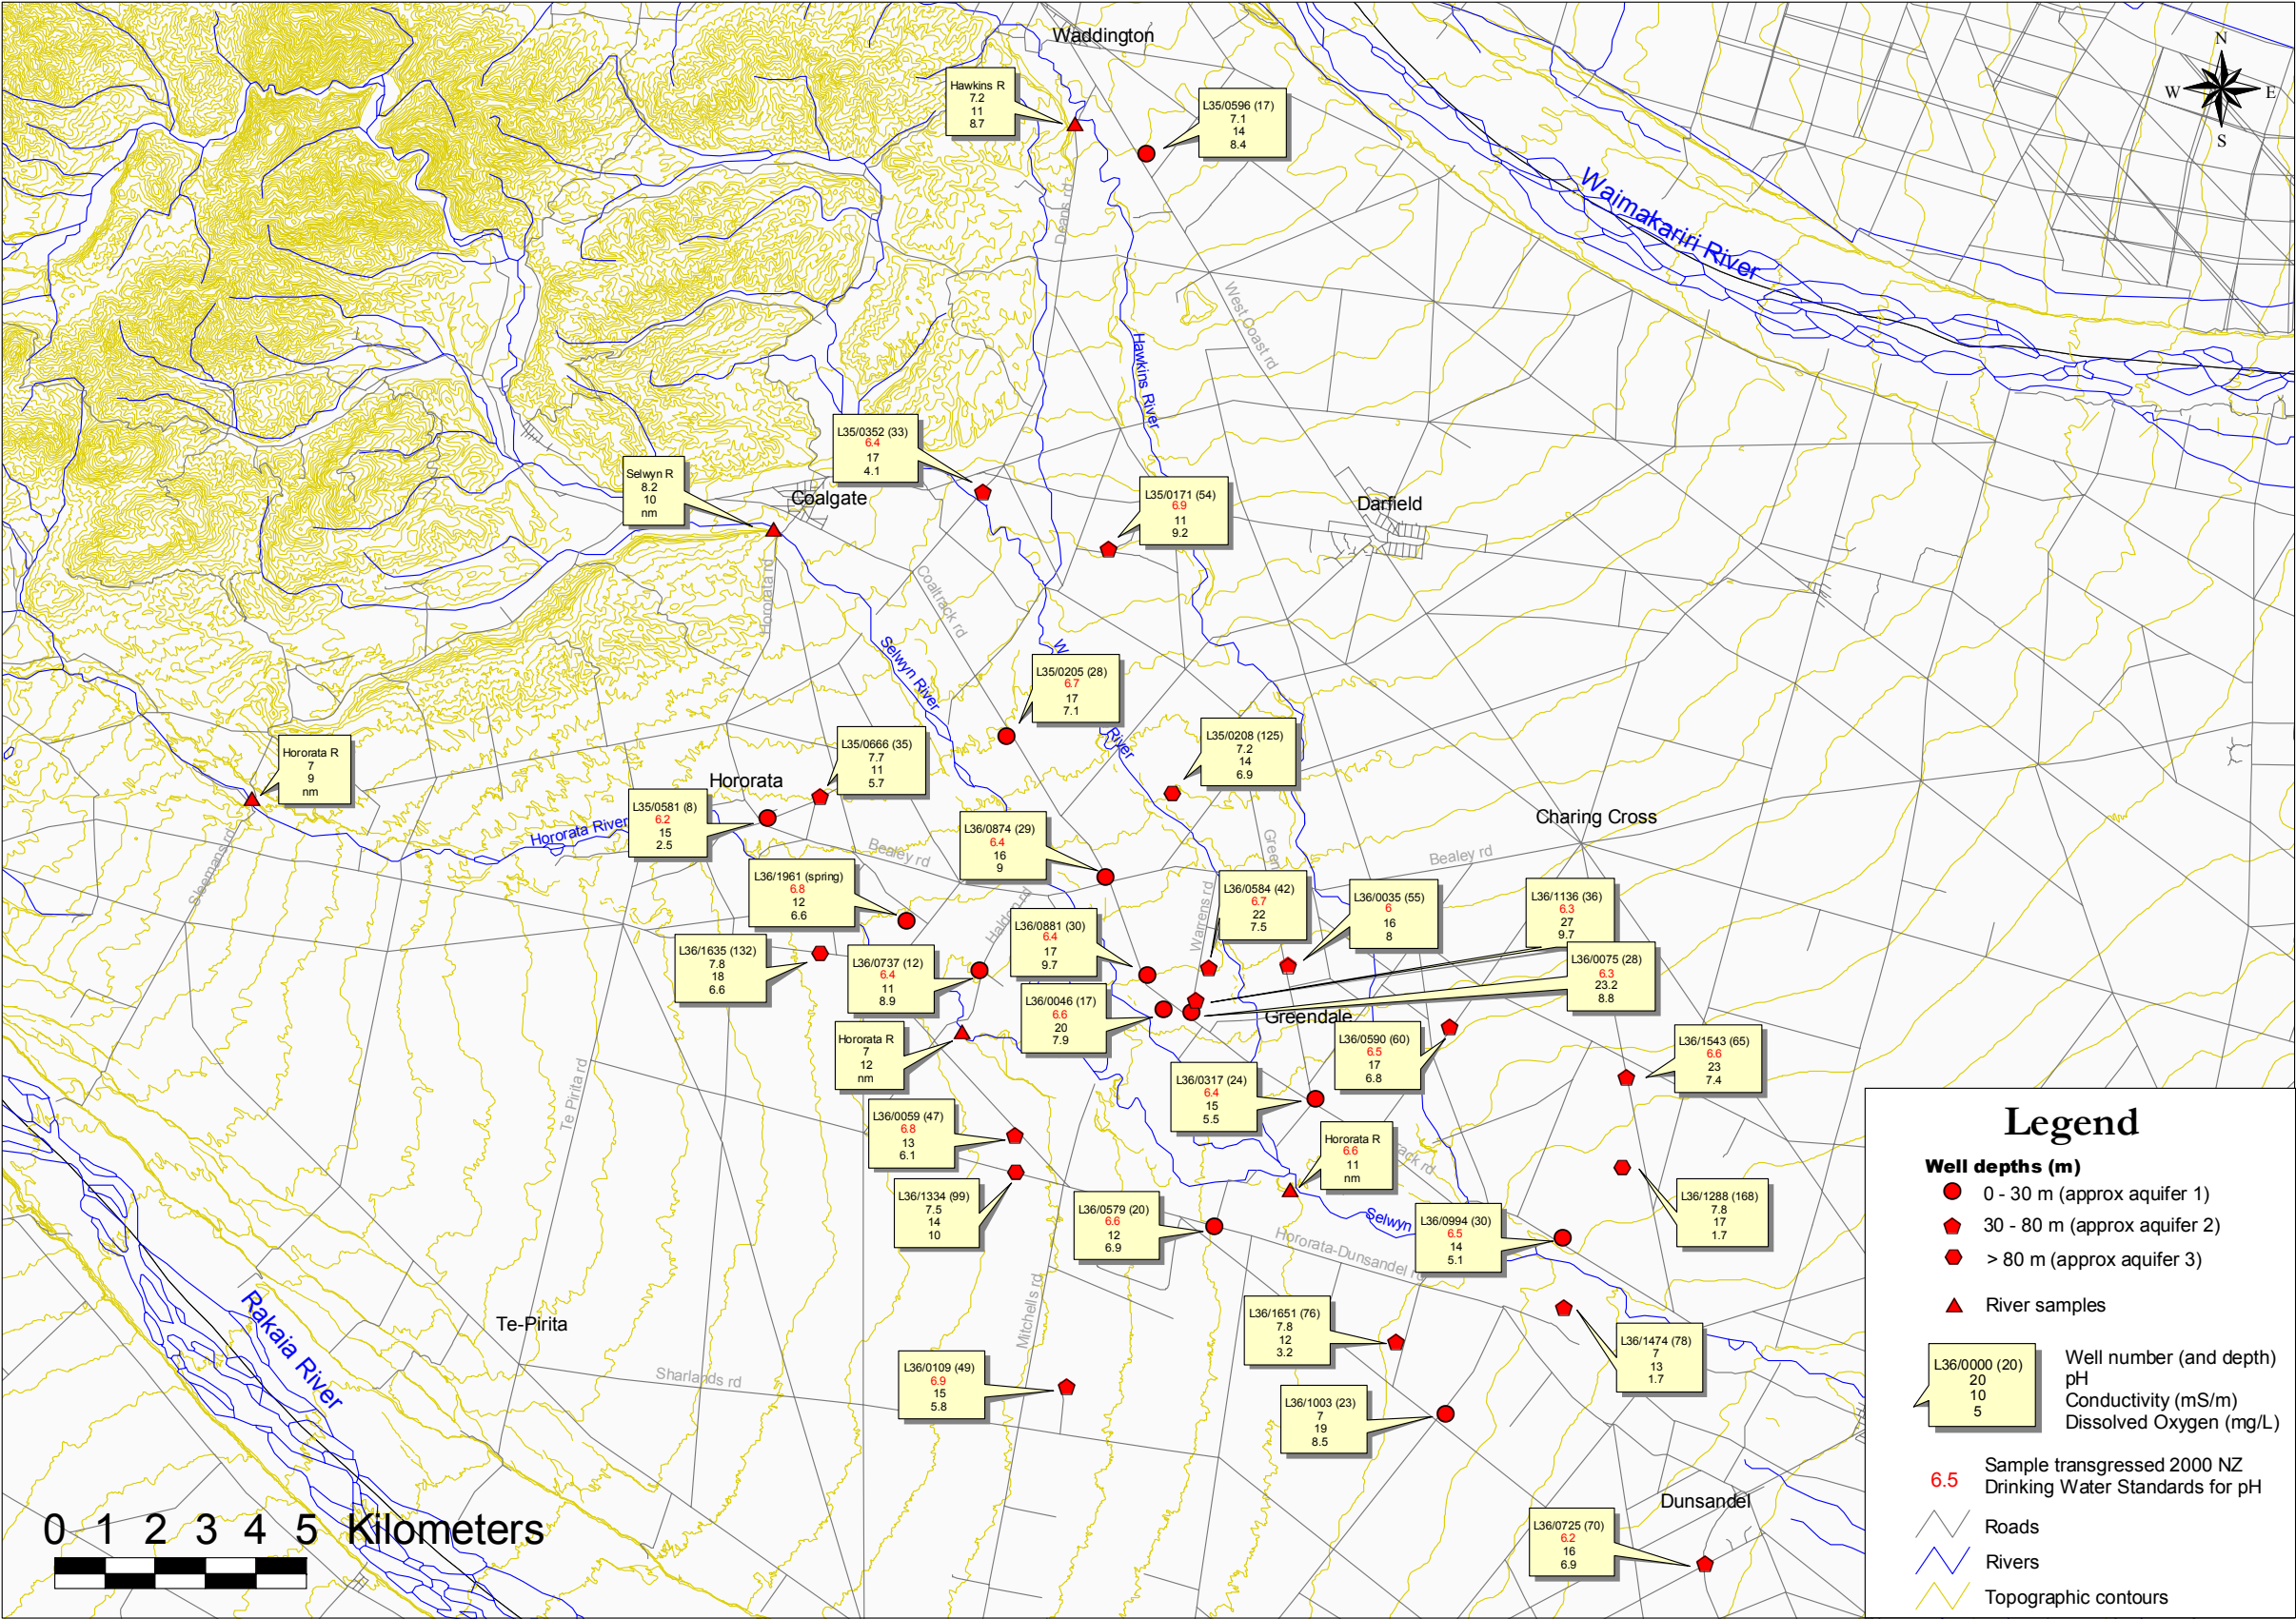 Waddington
N
W
E
S
Hawkins R
7.2
11
8.7
L35/0596 (17)
7.1
14
8.4
Waimakariri River
Deans rd
West Coast rd
Hawkins River
L35/0352 (33)
6.4
17
4.1
Selwyn R
8.2
10
nm
Coalgate
L35/0171 (54)
6.9
11
9.2
Darfield
Hororata rd
Coaltrack rd
Selwyn River
W
River
L35/0205 (28)
6.7
17
7.1
L35/0208 (125)
7.2
14
6.9
Hororata R
7
9
nm
L35/0666 (35)
7.7
11
5.7
Hororata
L35/0581 (8)
6.2
15
2.5
Hororata River
Sleemans rd
Bealey rd
L36/0874 (29)
6.4
16
9
Green
Charing Cross
Bealey rd
L36/1961 (spring)
6.8
12
6.6
Haldon rd
Warrens rd
L36/0584 (42)
6.7
22
7.5
L36/0035 (55)
6
16
8
L36/1136 (36)
6.3
27
9.7
L36/0881 (30)
6.4
17
9.7
L36/1635 (132)
7.8
18
6.6
L36/0737 (12)
6.4
11
8.9
L36/0075 (28)
6.3
23.2
8.8
L36/0046 (17)
6.6
20
7.9
Greendale
Hororata R
7
12
nm
L36/0590 (60)
6.5
17
6.8
L36/1543 (65)
6.6
23
7.4
Te Pirita rd
L36/0317 (24)
6.4
15
5.5
L36/0059 (47)
6.8
13
6.1
Hororata R
6.6
11
nm
rack rd
L36/1334 (99)
7.5
14
10
L36/0579 (20)
6.6
12
6.9
Selwyn
Hororata-Dunsandel rd
L36/0994 (30)
6.5
14
5.1
L36/1288 (168)
7.8
17
1.7
Mitchells rd
Te-Pirita
Rakaia River
L36/1651 (76)
7.8
12
3.2
L36/1474 (78)
7
13
1.7
Sharlands rd
L36/0109 (49)
6.9
15
5.8
L36/1003 (23)
7
19
8.5
Dunsandel
L36/0725 (70)
6.2
16
6.9
0 1 2 3 4 5 Kilometers
Legend
Well depths (m)
0 - 30 m (approx aquifer 1)
30 - 80 m (approx aquifer 2)
> 80 m (approx aquifer 3)
River samples
L36/0000 (20)
20
10
5
Well number (and depth)
pH
Conductivity (mS/m)
Dissolved Oxygen (mg/L)
6.5
Sample transgressed 2000 NZ
Drinking Water Standards for pH
Roads
Rivers
Topographic contours